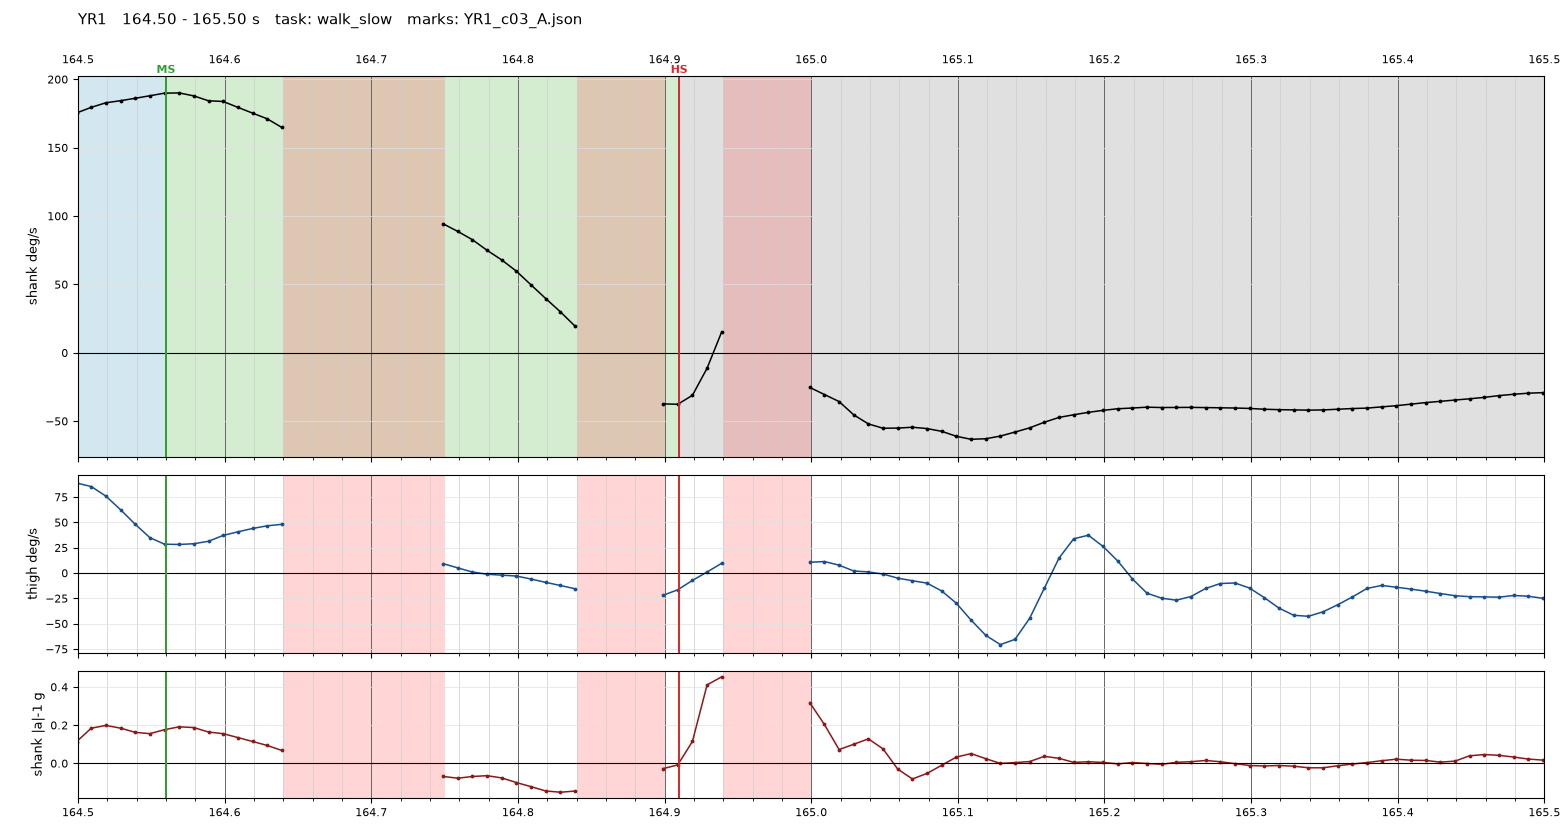 YR1 164.50 - 165.50 s task: walk_slow marks: YR1_c03_A.json
164.5 164.6 164.7 164.8 164.9 165.0 165.1 165.2 165.3 165.4 165.5
MS HS
200
150
100
50
0
−50
shank deg/s
75
50
25
0
−25
−50
−75
thigh deg/s
0.4
0.2
0.0
shank |a|-1 g
164.5 164.6 164.7 164.8 164.9 165.0 165.1 165.2 165.3 165.4 165.5